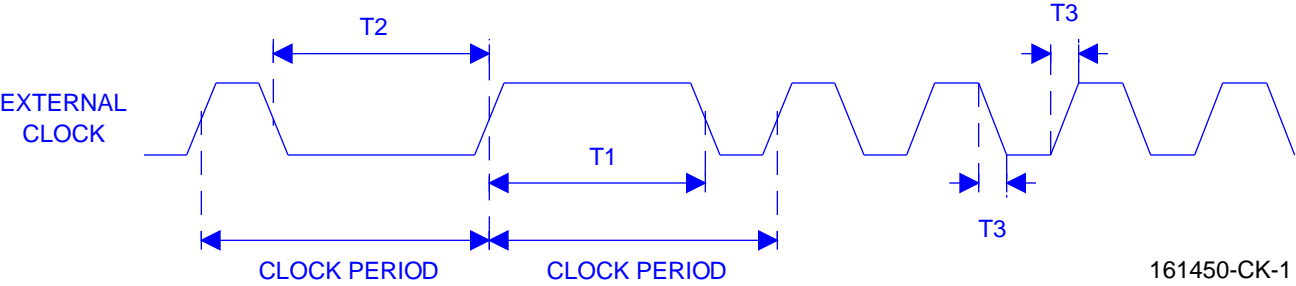 T2
T3
EXTERNAL
CLOCK
T1
T3
CLOCK PERIOD
CLOCK PERIOD
161450-CK-1